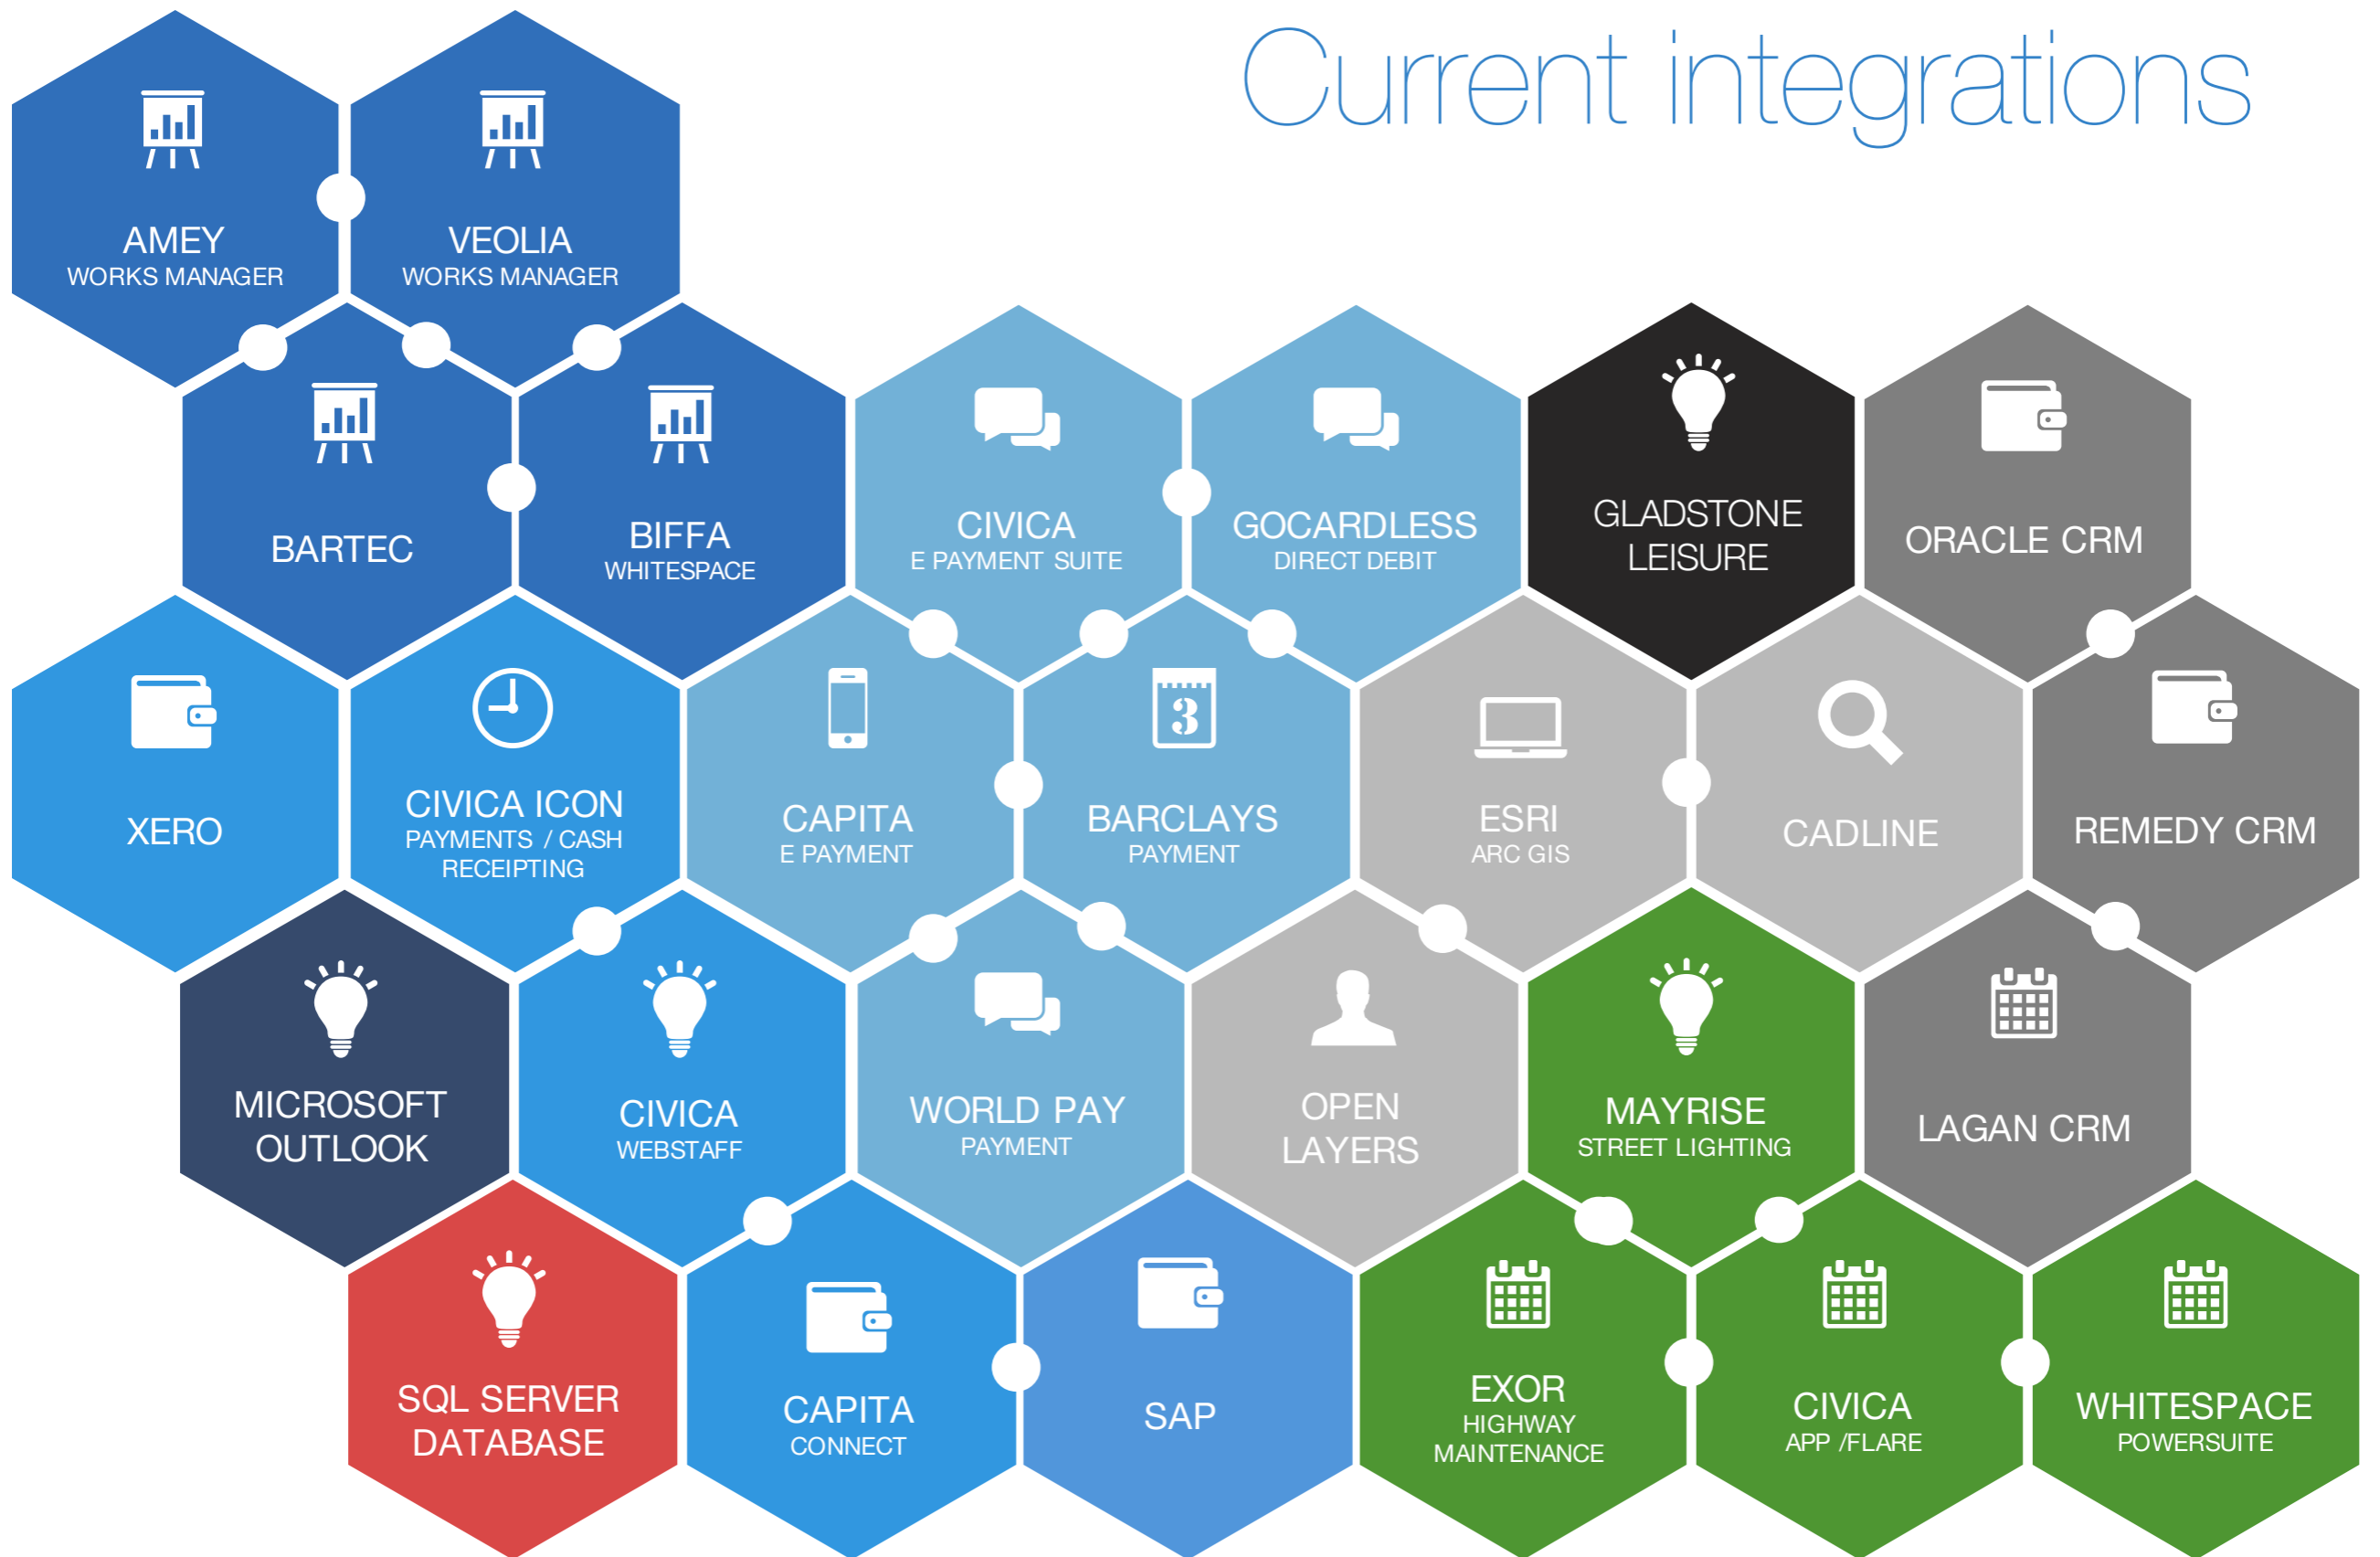 Current integrations
AMEY
WORKS MANAGER
VEOLIA
WORKS MANAGER
BARTEC
BIFFA
WHITESPACE
CIVICA
E PAYMENT SUITE
GOCARDLESS
DIRECT DEBIT
GLADSTONE
LEISURE
ORACLE CRM
XERO
CIVICA ICON
PAYMENTS / CASH
RECEIPTING
CAPITA
E PAYMENT
3
BARCLAYS
PAYMENT
ESRI
ARC GIS
CADLINE
REMEDY CRM
MICROSOFT
OUTLOOK
CIVICA
WEBSTAFF
WORLD PAY
PAYMENT
OPEN
LAYERS
MAYRISE
STREET LIGHTING
LAGAN CRM
SQL SERVER
DATABASE
CAPITA
CONNECT
SAP
EXOR
HIGHWAY
MAINTENANCE
CIVICA
APP /FLARE
WHITESPACE
POWERSUITE